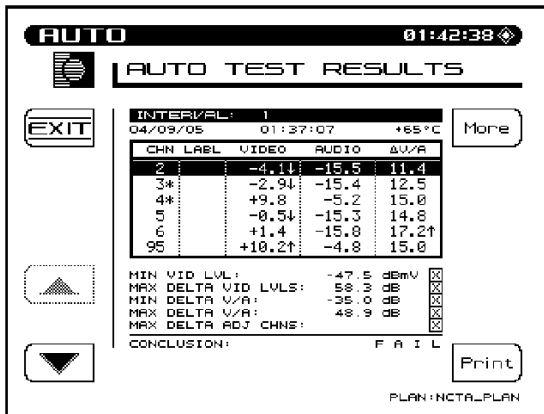 AUTO 01:42:38
AUTO TEST RESULTS
EXIT
More
INTERVAL: 1
04/09/05 01:37:07 +65°C
CHN LABL VIDEO AUDIO ΔV/A
2 -4.1↓ -15.5 11.4
3* -2.9↓ -15.4 12.5
4* +9.8 -5.2 15.0
5 -0.5↓ -15.3 14.8
6 +1.4 -15.8 17.2↑
95 +10.2↑ -4.8 15.0
MIN VID LVL: -47.5 dBmV X
MAX DELTA VID LVLS: 58.3 dB X
MIN DELTA V/A: -35.0 dB X
MAX DELTA V/A: 48.9 dB X
MAX DELTA ADJ CHNS: X
CONCLUSION: F A I L
Print
PLAN:NCTA_PLAN